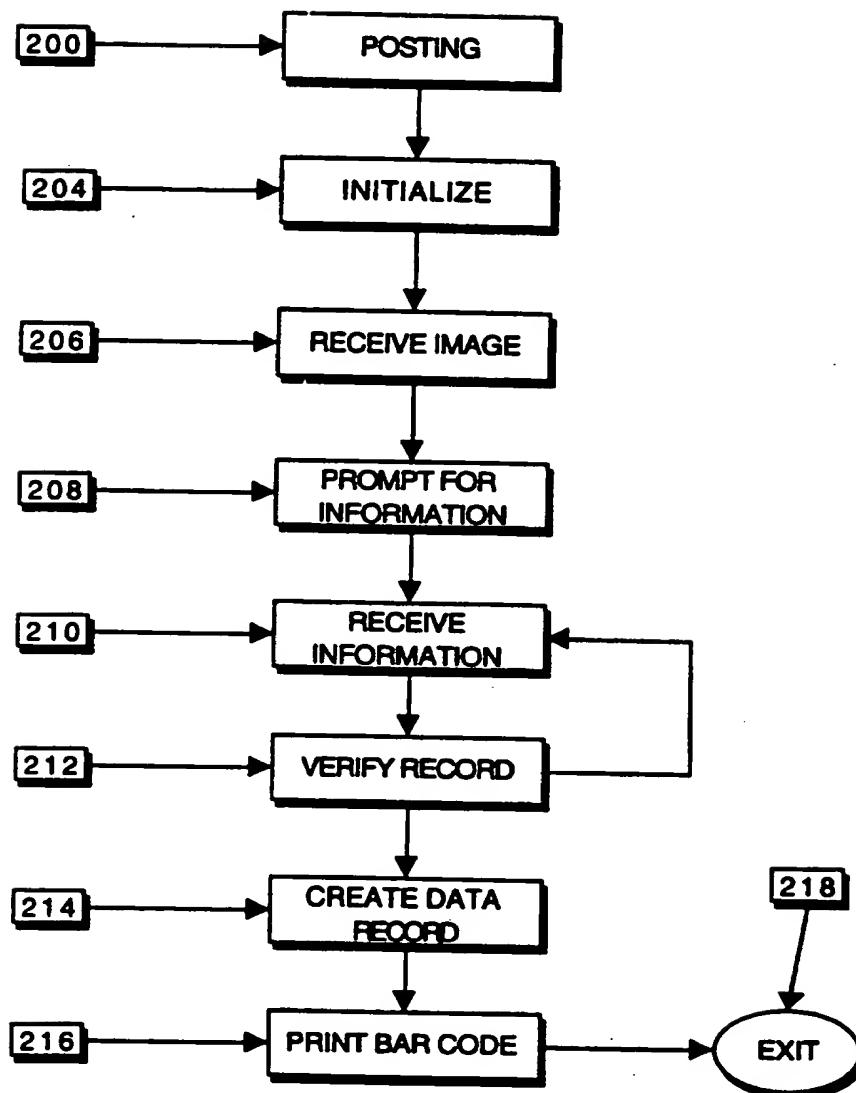 200
POSTING
204
INITIALIZE
206
RECEIVE IMAGE
208
PROMPT FOR
INFORMATION
210
RECEIVE
INFORMATION
212
VERIFY RECORD
214
CREATE DATA
RECORD
218
216
PRINT BAR CODE
EXIT